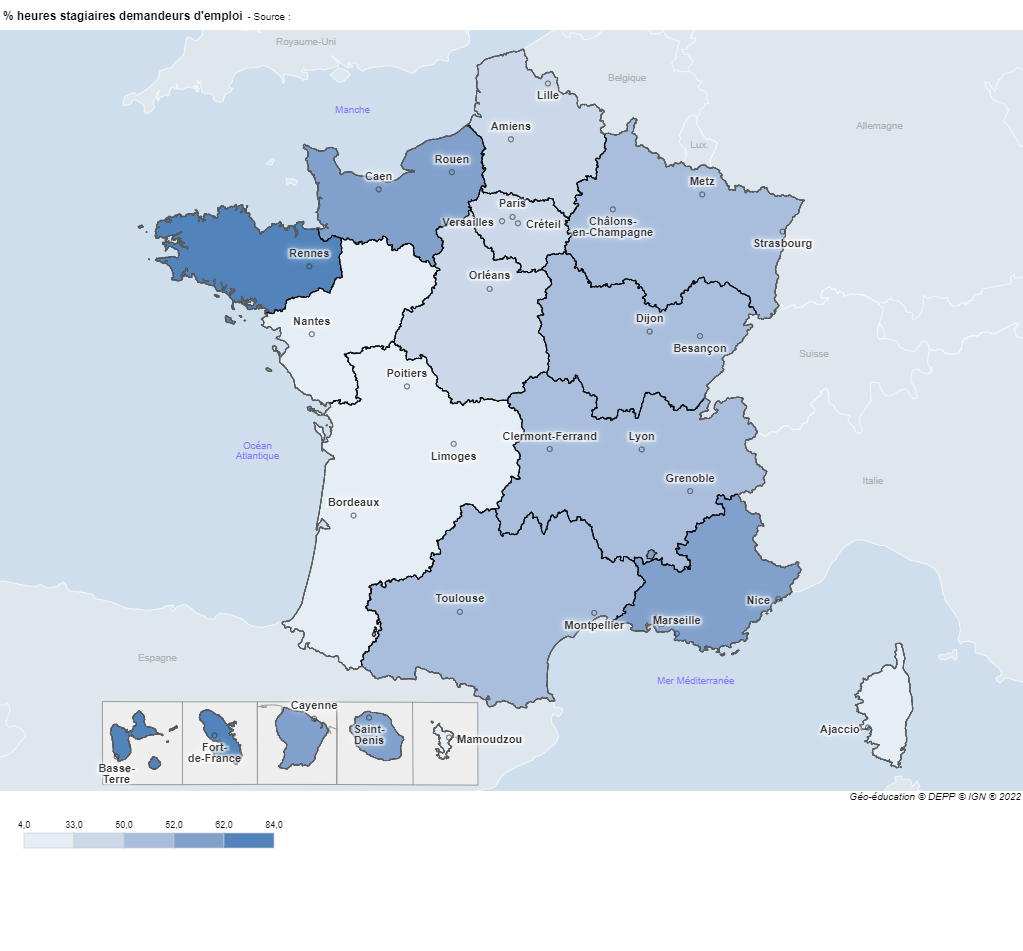 % heures stagiaires demandeurs d'emploi - Source :
Royaume-Uni
Belgique
Lille
Manche
Amiens
Allemagne
Lux.
Rouen
Caen
Metz
Paris
Versailles
Créteil
Châlons-
en-Champagne
Strasbourg
Rennes
Orléans
Nantes
Dijon
Besançon
Suisse
Poitiers
Clermont-Ferrand
Lyon
Océan
Atlantique
Limoges
Grenoble
Italie
Bordeaux
Toulouse
Nice
Marseille
Montpellier
Espagne
Mer Méditerranée
Cayenne
Ajaccio
Saint-
Denis
Mamoudzou
Fort-
de-France
Basse-
Terre
Géo-éducation © DEPP © IGN ® 2022
4,0 33,0 50,0 52,0 62,0 84,0